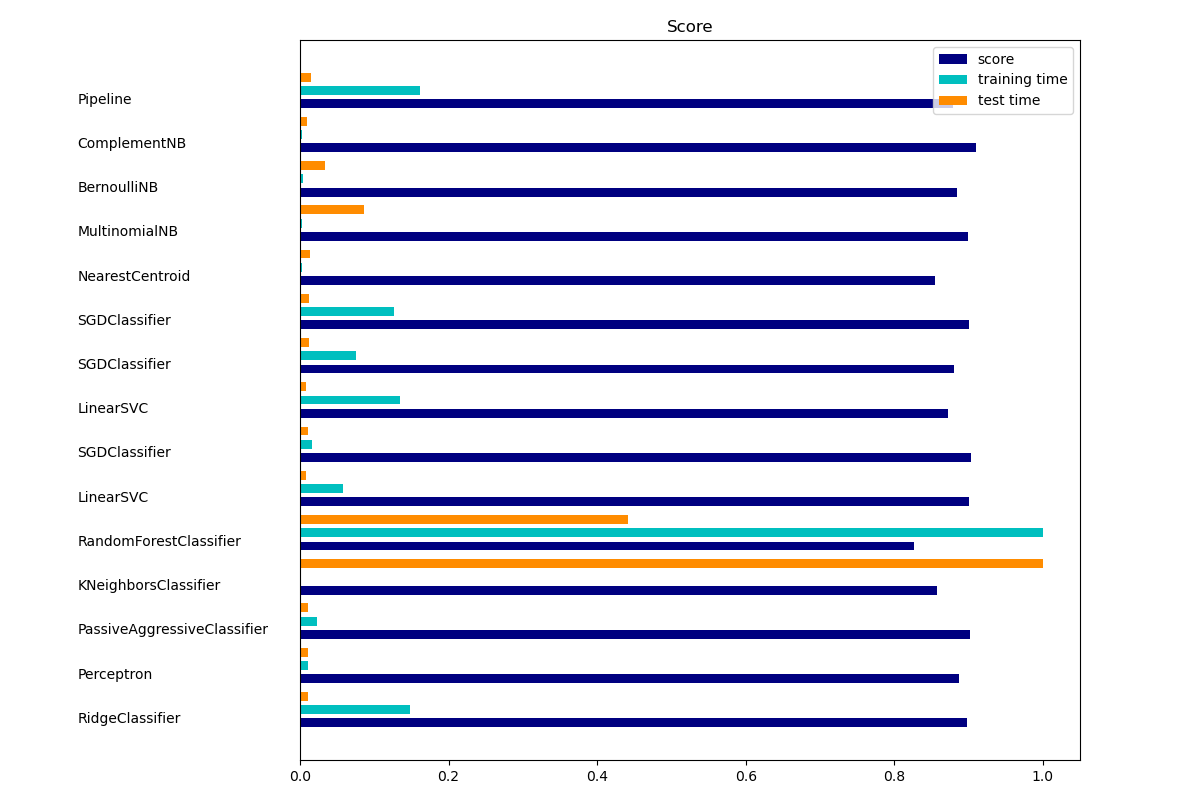 Score
score
training time
test time
Pipeline
ComplementNB
BernoulliNB
MultinomialNB
NearestCentroid
SGDClassifier
SGDClassifier
LinearSVC
SGDClassifier
LinearSVC
RandomForestClassifier
KNeighborsClassifier
PassiveAggressiveClassifier
Perceptron
RidgeClassifier
0.0 0.2 0.4 0.6 0.8 1.0